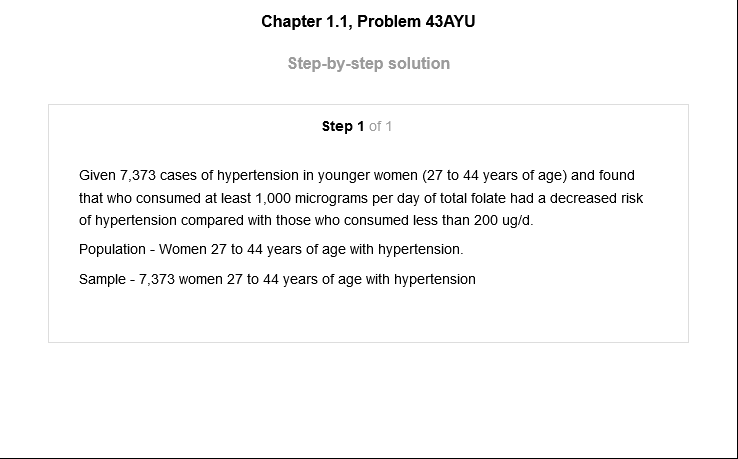 Chapter 1.1, Problem 43AYU
Step-by-step solution
Step 1 of 1
Given 7,373 cases of hypertension in younger women (27 to 44 years of age) and found
that who consumed at least 1,000 micrograms per day of total folate had a decreased risk
of hypertension compared with those who consumed less than 200 ug/d.
Population - Women 27 to 44 years of age with hypertension.
Sample - 7,373 women 27 to 44 years of age with hypertension